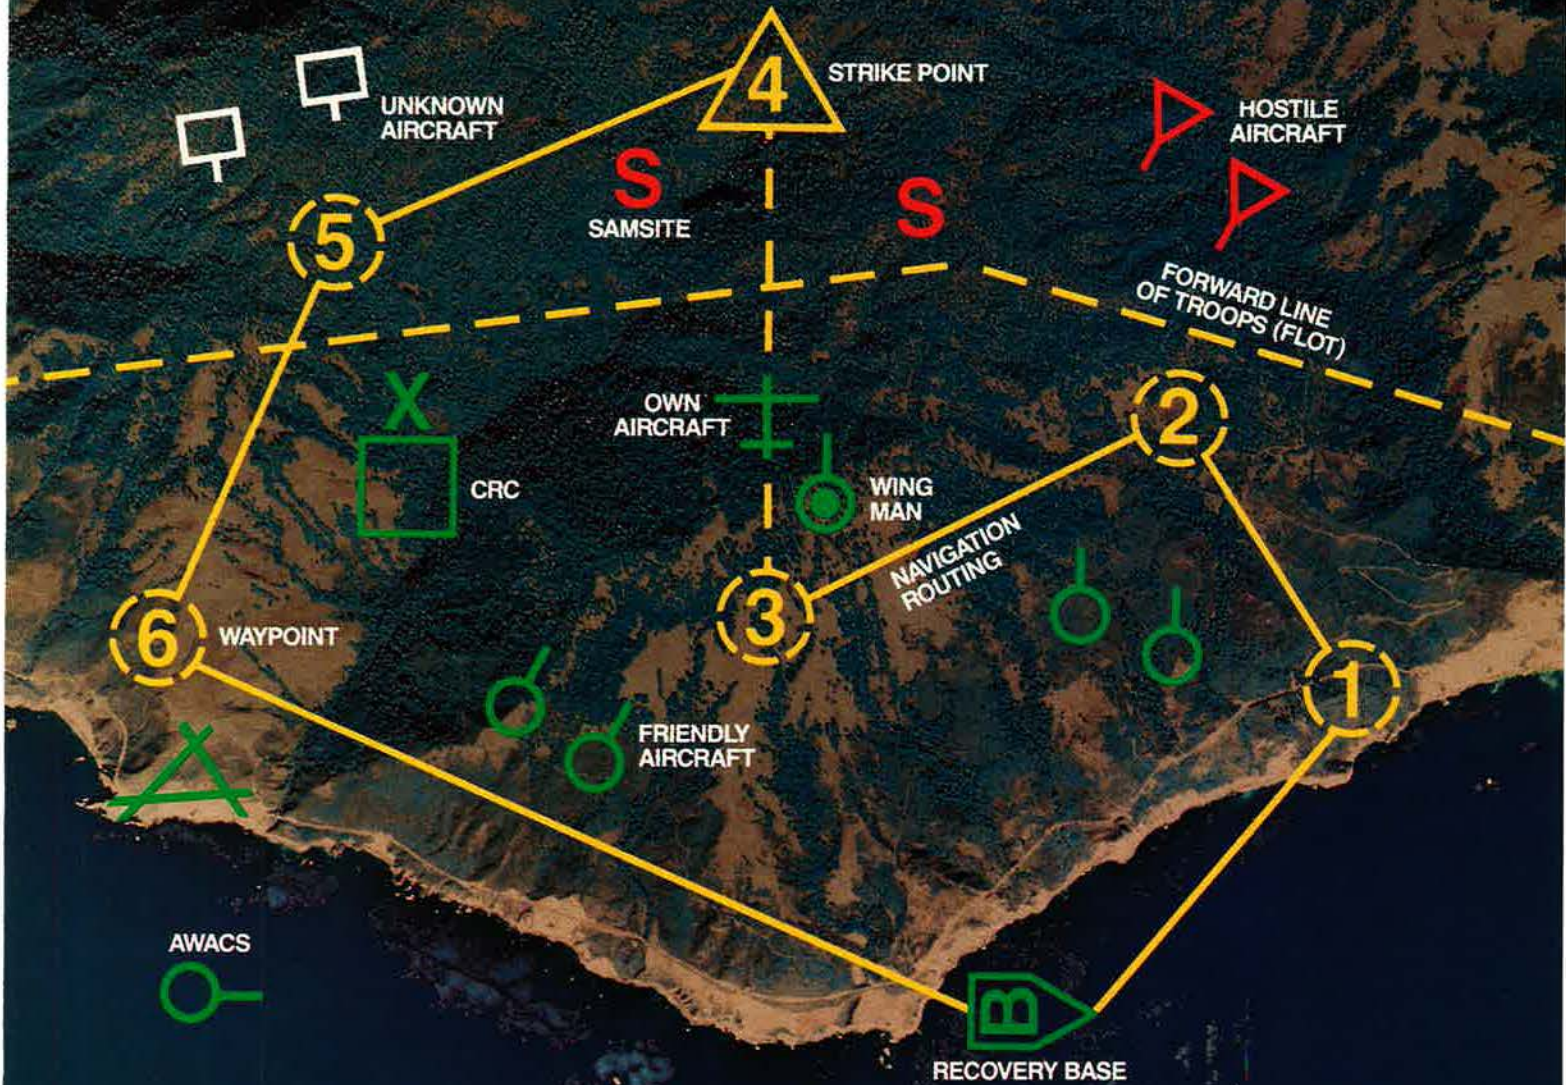 4
STRIKE POINT
UNKNOWN
AIRCRAFT
HOSTILE
AIRCRAFT
S
SAMSITE
S
5
FORWARD LINE
OF TROOPS (FLOT)
X
OWN
AIRCRAFT
2
CRC
WING
MAN
NAVIGATION
ROUTING
3
6
WAYPOINT
1
FRIENDLY
AIRCRAFT
AWACS
B
RECOVERY BASE